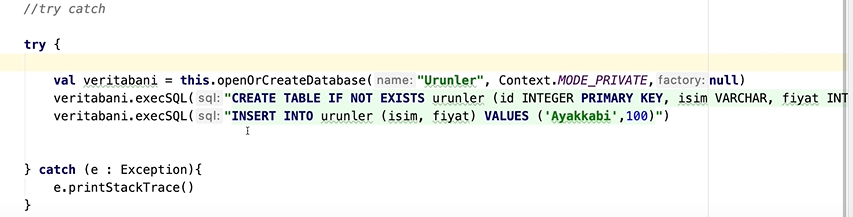 //try catch
try {
val veritabani = this.openOrCreateDatabase( name: "Urunler", Context.MODE_PRIVATE, factory: null)
veritabani.execSQL( sql: "CREATE TABLE IF NOT EXISTS urunler (id INTEGER PRIMARY KEY, isim VARCHAR, fiyat INT
veritabani.execSQL( sql: "INSERT INTO urunler (isim, fiyat) VALUES ('Ayakkabi',100)")
} catch (e : Exception){
e.printStackTrace()
}